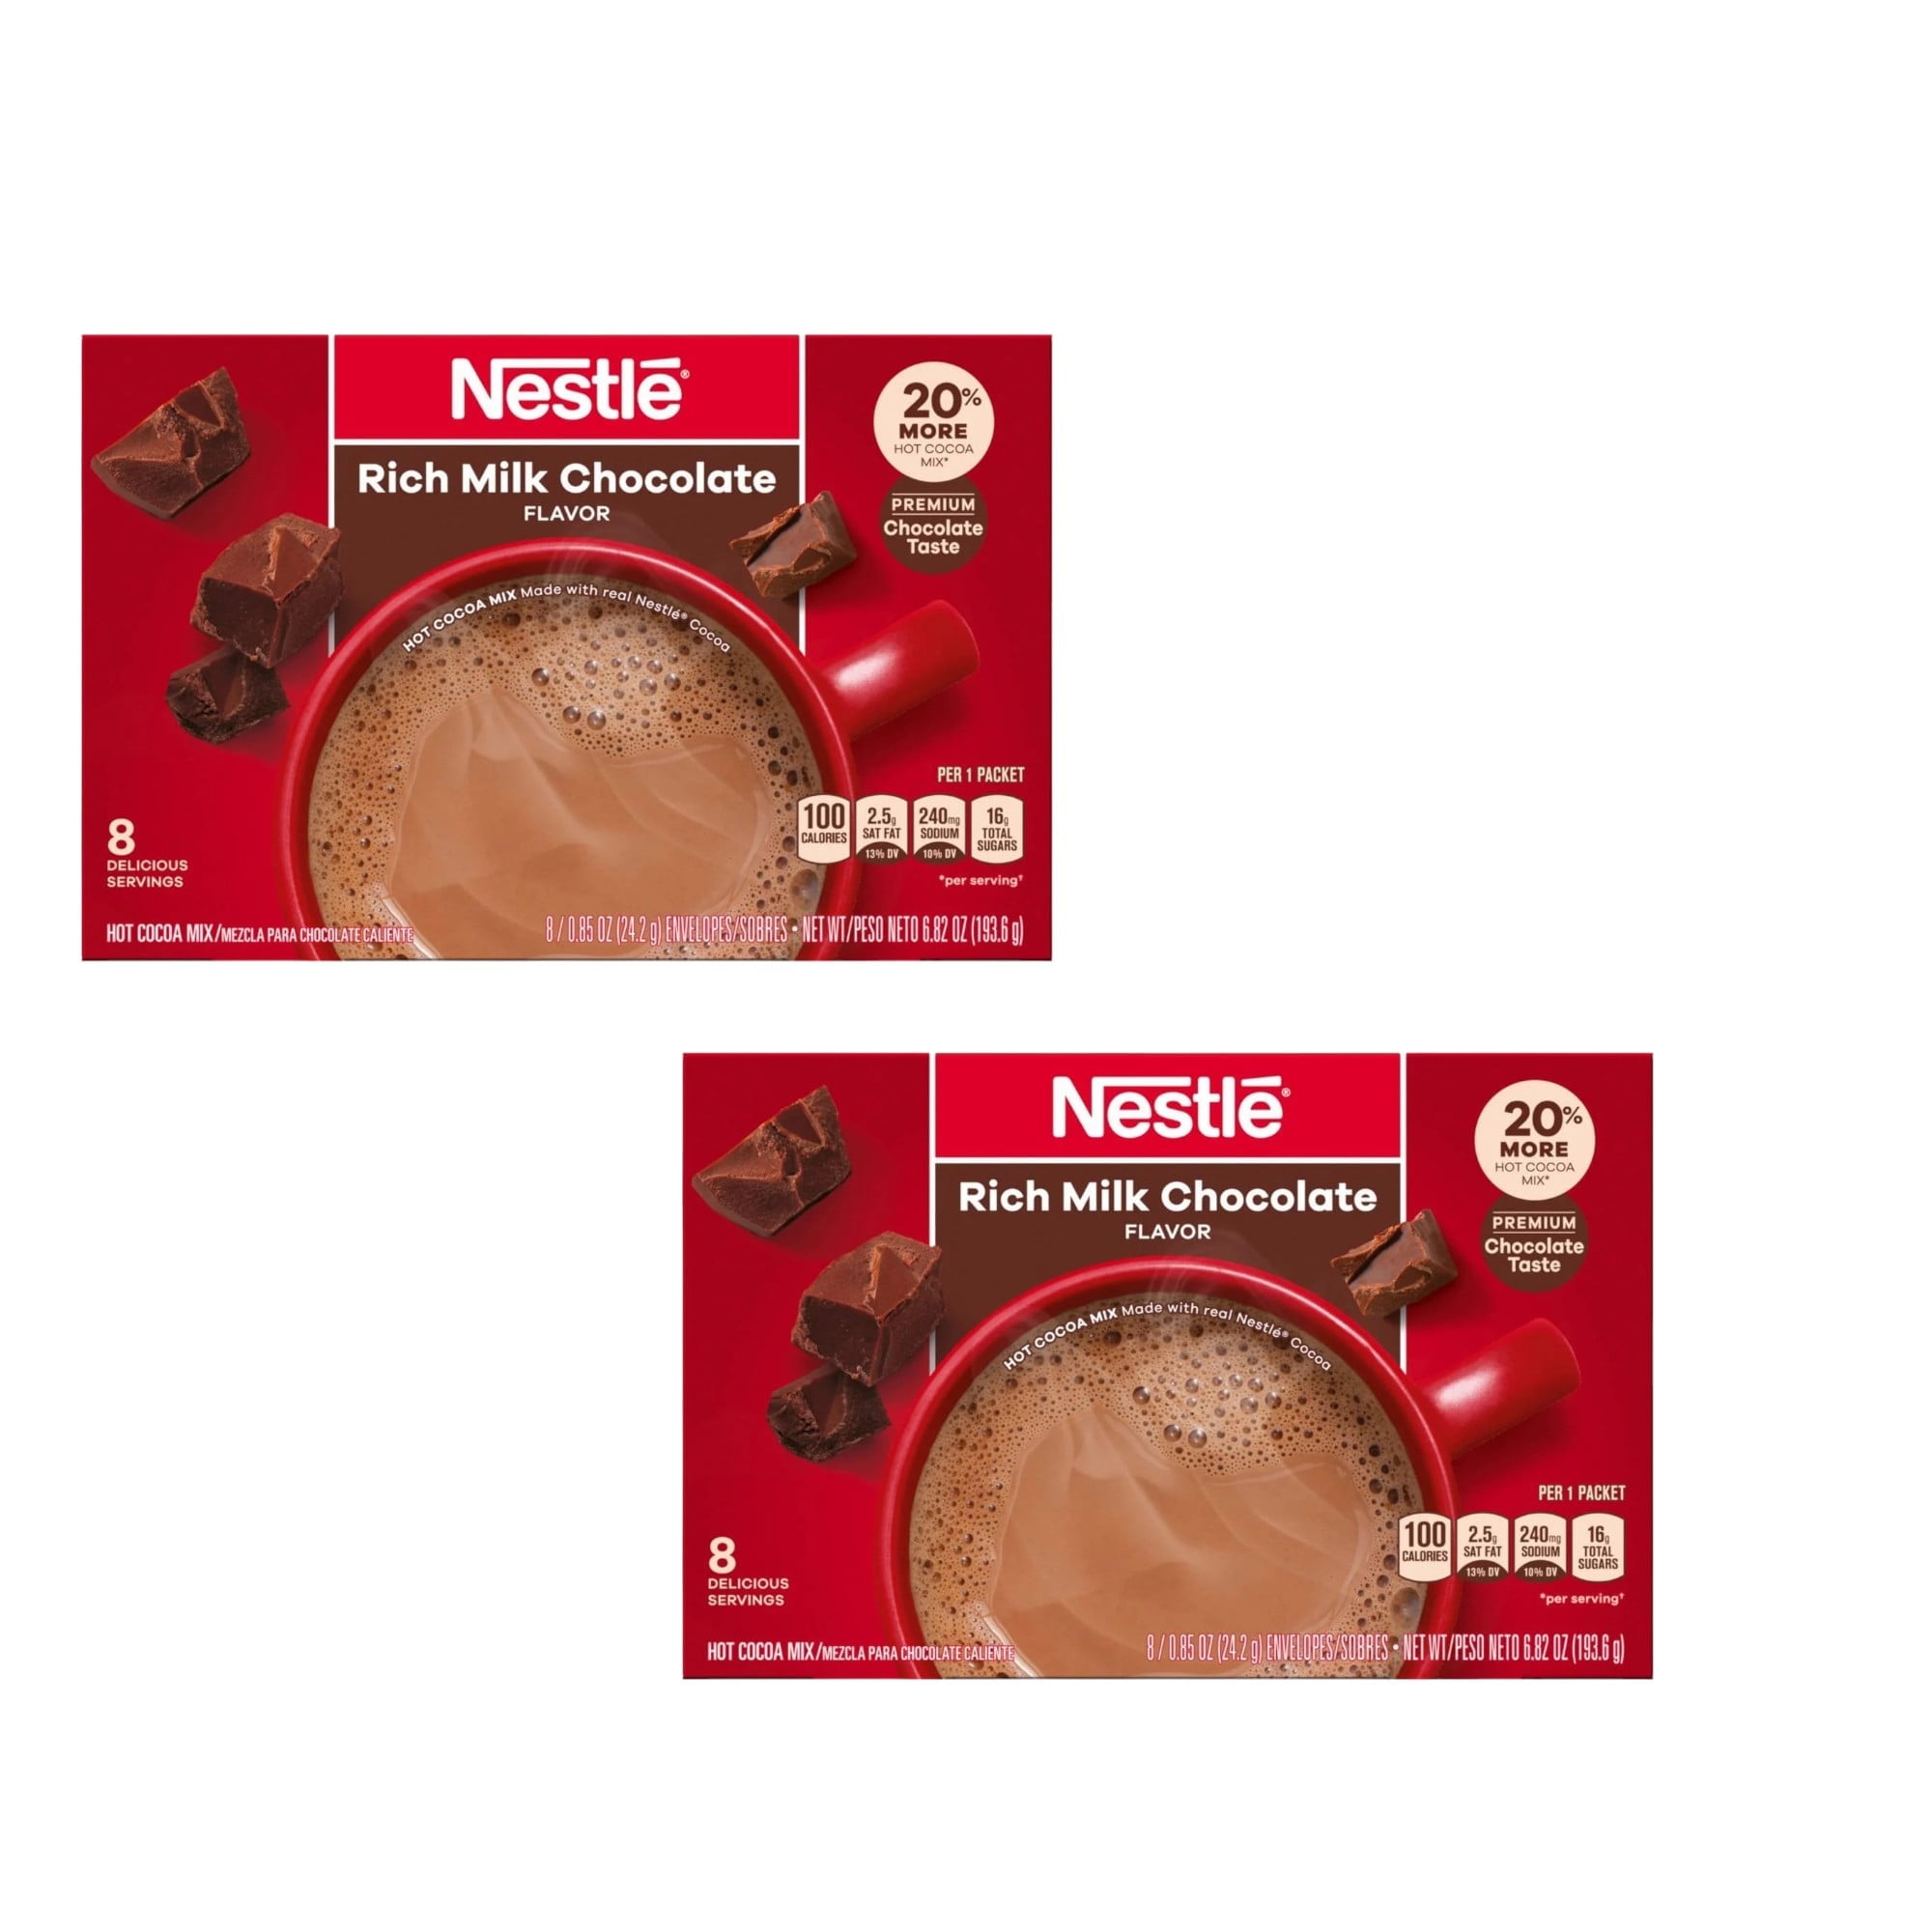 Nestlé®
Rich Milk Chocolate
FLAVOR
20%
MORE
HOT COCOA
MIX*
PREMIUM
Chocolate
Taste
HOT COCOA MIX Made with real Nestlé® Cocoa
PER 1 PACKET
100
CALORIES
2.5g
SAT FAT
13% DV
240mg
SODIUM
10% DV
16g
TOTAL
SUGARS
*per serving†
8
DELICIOUS
SERVINGS
HOT COCOA MIX/MEZCLA PARA CHOCOLATE CALIENTE
8 / 0.85 OZ (24.2 g) ENVELOPES/SOBRES • NET WT/PESO NETO 6.82 OZ (193.6 g)
Nestlé®
Rich Milk Chocolate
FLAVOR
20%
MORE
HOT COCOA
MIX*
PREMIUM
Chocolate
Taste
HOT COCOA MIX Made with real Nestlé® Cocoa
PER 1 PACKET
100
CALORIES
2.5g
SAT FAT
13% DV
240mg
SODIUM
10% DV
16g
TOTAL
SUGARS
*per serving†
8
DELICIOUS
SERVINGS
HOT COCOA MIX/MEZCLA PARA CHOCOLATE CALIENTE
8 / 0.85 OZ (24.2 g) ENVELOPES/SOBRES • NET WT/PESO NETO 6.82 OZ (193.6 g)